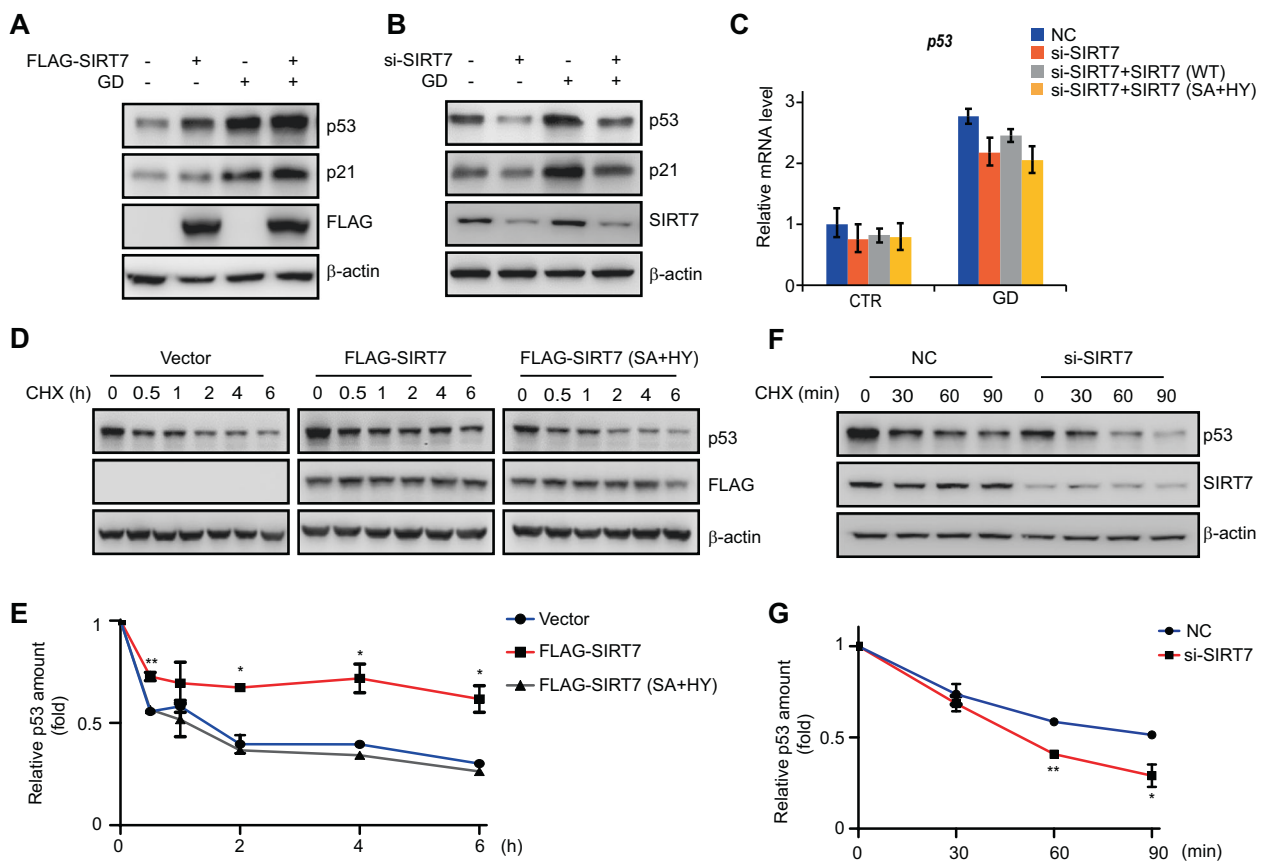 A
FLAG-SIRT7 - + - +
GD - - + +
p53
p21
FLAG
β-actin
B
si-SIRT7 - + - +
GD - - + +
p53
p21
SIRT7
β-actin
C
p53
NC
si-SIRT7
si-SIRT7+SIRT7 (WT)
si-SIRT7+SIRT7 (SA+HY)
Relative mRNA level
3
2
1
0
CTR GD
D
Vector FLAG-SIRT7 FLAG-SIRT7 (SA+HY)
CHX (h) 0 0.5 1 2 4 6 0 0.5 1 2 4 6 0 0.5 1 2 4 6
p53
FLAG
β-actin
F
NC si-SIRT7
CHX (min) 0 30 60 90 0 30 60 90
p53
SIRT7
β-actin
E
Relative p53 amount
(fold)
1
0.5
0
** * * *
0 2 4 6 (h)
Vector
FLAG-SIRT7
FLAG-SIRT7 (SA+HY)
G
Relative p53 amount
(fold)
1
0.5
0
** *
0 30 60 90 (min)
NC
si-SIRT7